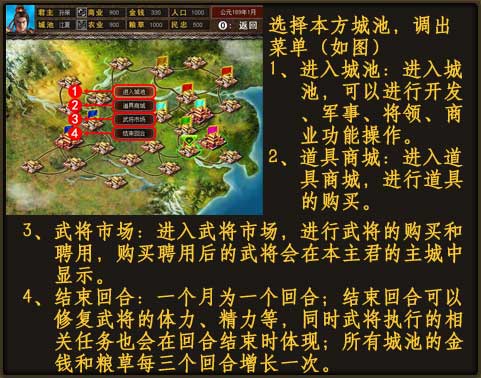 君主 孙策 商业 900 金钱 330 人口 1000 公元189年1月
城池 江夏 农业 900 粮草 1000 民忠 500 0: 返回
1 进入城池
2 道具商城
3 武将市场
4 结束回合
选择本方城池，调出
菜单（如图）
1、进入城池：进入城
池，可以进行开发
、军事、将领、商
业功能操作。
2、道具商城：进入道
具商城，进行道具
的购买。
3、武将市场：进入武将市场，进行武将的购买和
聘用，购买聘用后的武将会在本主君的主城中
显示。
4、结束回合：一个月为一个回合；结束回合可以
修复武将的体力、精力等，同时武将执行的相
关任务也会在回合结束时体现；所有城池的金
钱和粮草每三个回合增长一次。